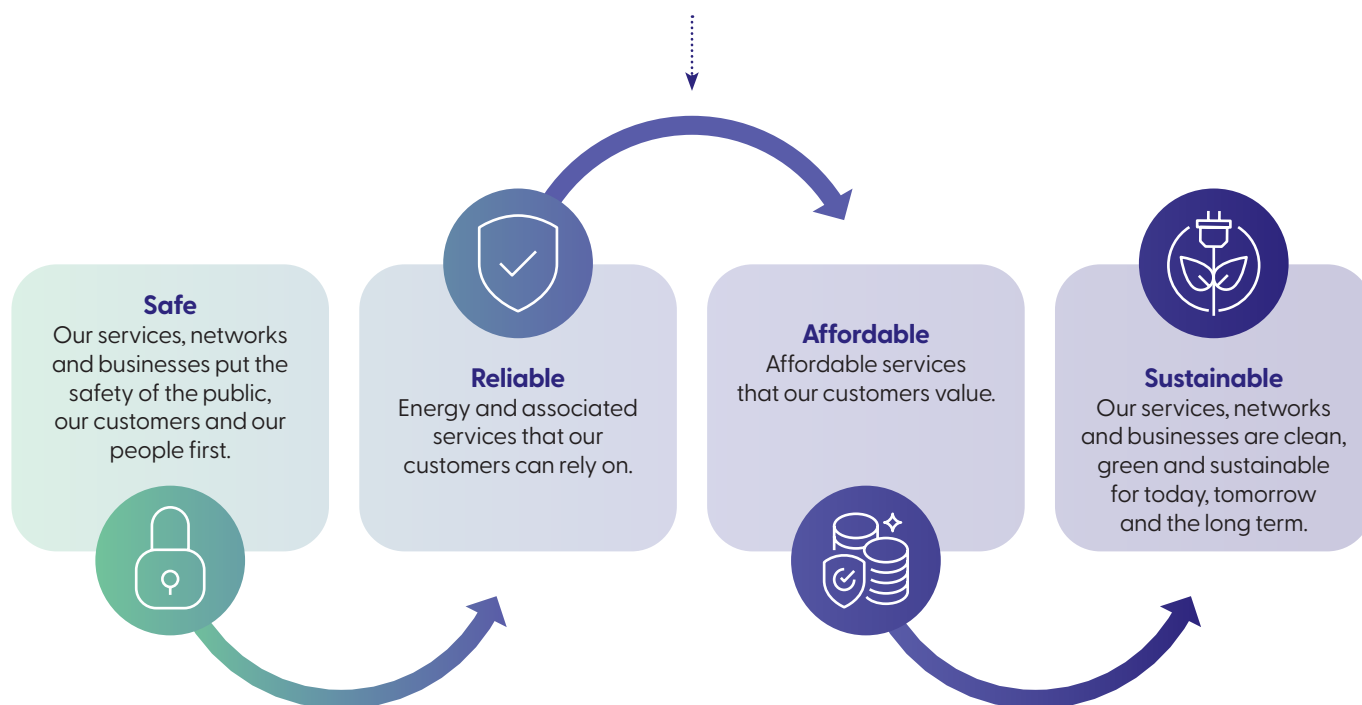 Safe
Our services, networks
and businesses put the
safety of the public,
our customers and our
people first.
Reliable
Energy and associated
services that our
customers can rely on.
Affordable
Affordable services
that our customers value.
Sustainable
Our services, networks
and businesses are clean,
green and sustainable
for today, tomorrow
and the long term.